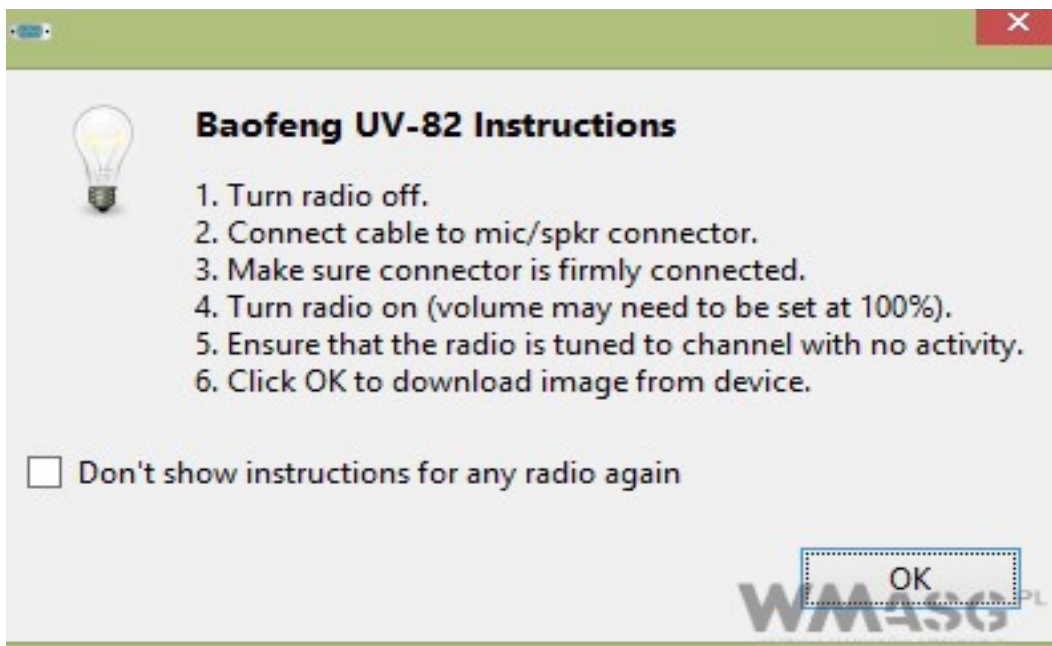 Baofeng UV-82 Instructions
1. Turn radio off.
2. Connect cable to mic/spkr connector.
3. Make sure connector is firmly connected.
4. Turn radio on (volume may need to be set at 100%).
5. Ensure that the radio is tuned to channel with no activity.
6. Click OK to download image from device.
Don't show instructions for any radio again
OK
WMASG PL